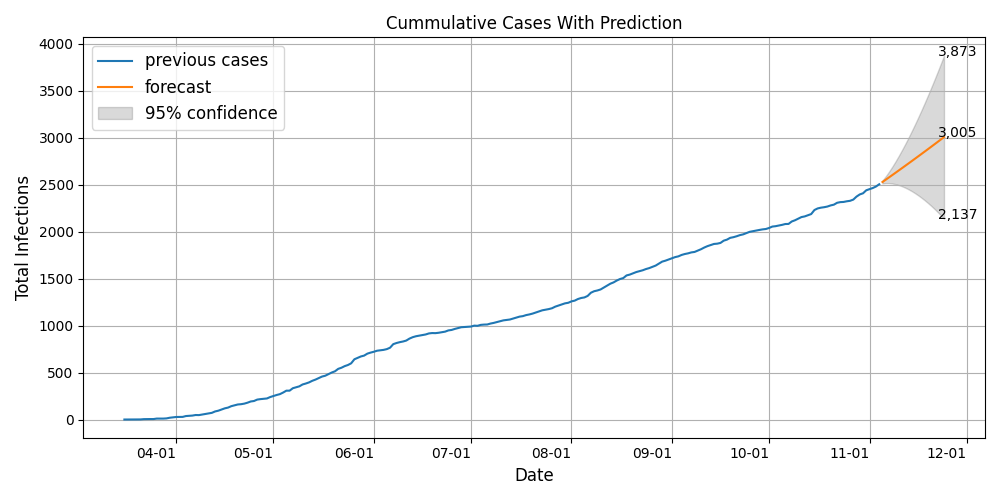 Cummulative Cases With Prediction
4000
3500
3000
2500
2000
1500
1000
500
0
Total Infections
previous cases
forecast
95% confidence
3,873
3,005
2,137
04-01 05-01 06-01 07-01 08-01 09-01 10-01 11-01 12-01
Date